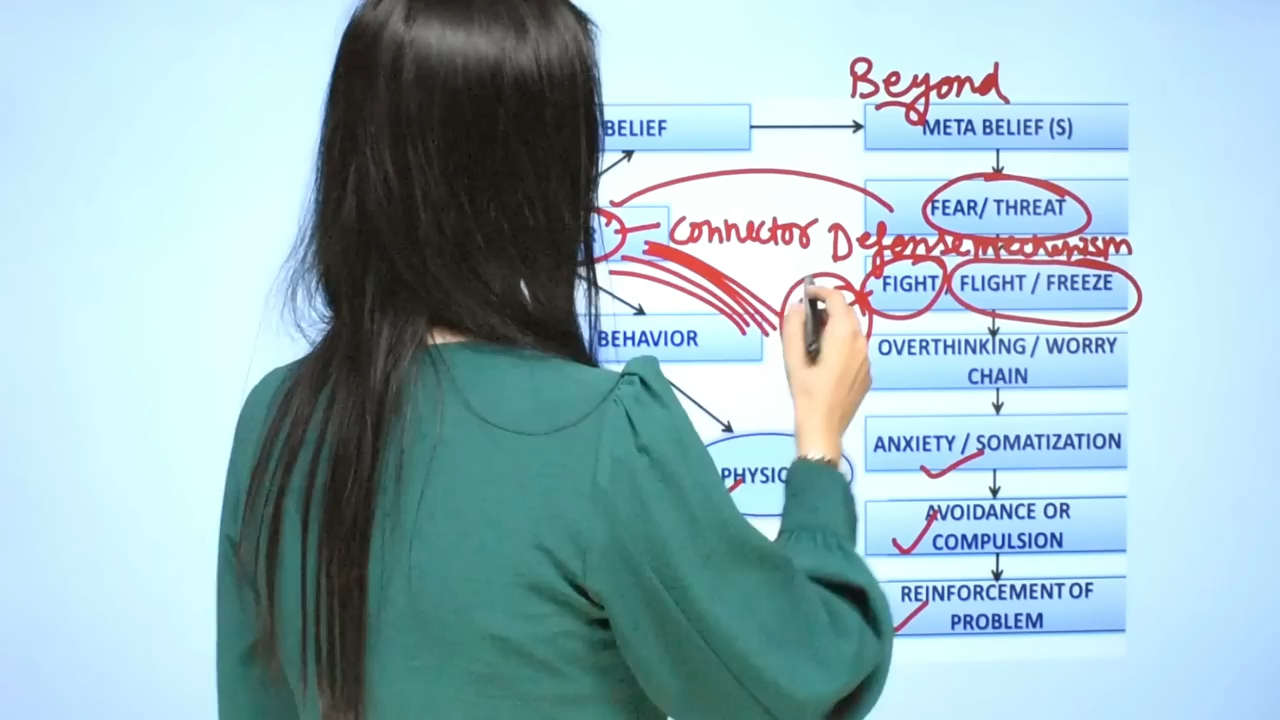 Beyond
BELIEF
META BELIEF (S)
FEAR/ THREAT
Connector
Defense mechanism
FIGHT/ FLIGHT / FREEZE
BEHAVIOR
OVERTHINKING / WORRY
CHAIN
ANXIETY / SOMATIZATION
AVOIDANCE OR
COMPULSION
REINFORCEMENT OF
PROBLEM